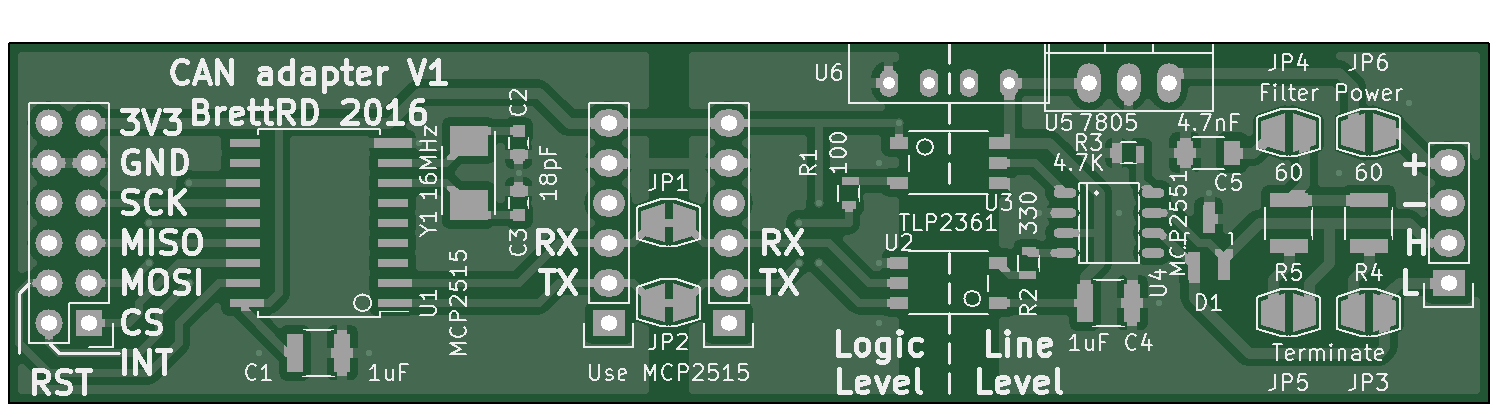 CAN adapter V1
BrettRD 2016
3V3
GND
SCK
MISO
MOSI
CS
INT
RST
C1
1uF
U1
MCP2515
Y1 16MHz
C2
18pF
C3
RX
TX
JP1
JP2
Use MCP2515
RX
TX
R1
100
U6
U3
TLP2361
U2
Logic
Level
Line
Level
330
R2
U5 7805
R3
4.7K
MCP2551
U4
1uF C4
4.7nF
C5
D1
JP4
Filter
60
JP6
Power
60
R5
R4
Terminate
JP5
JP3
+
-
H
L